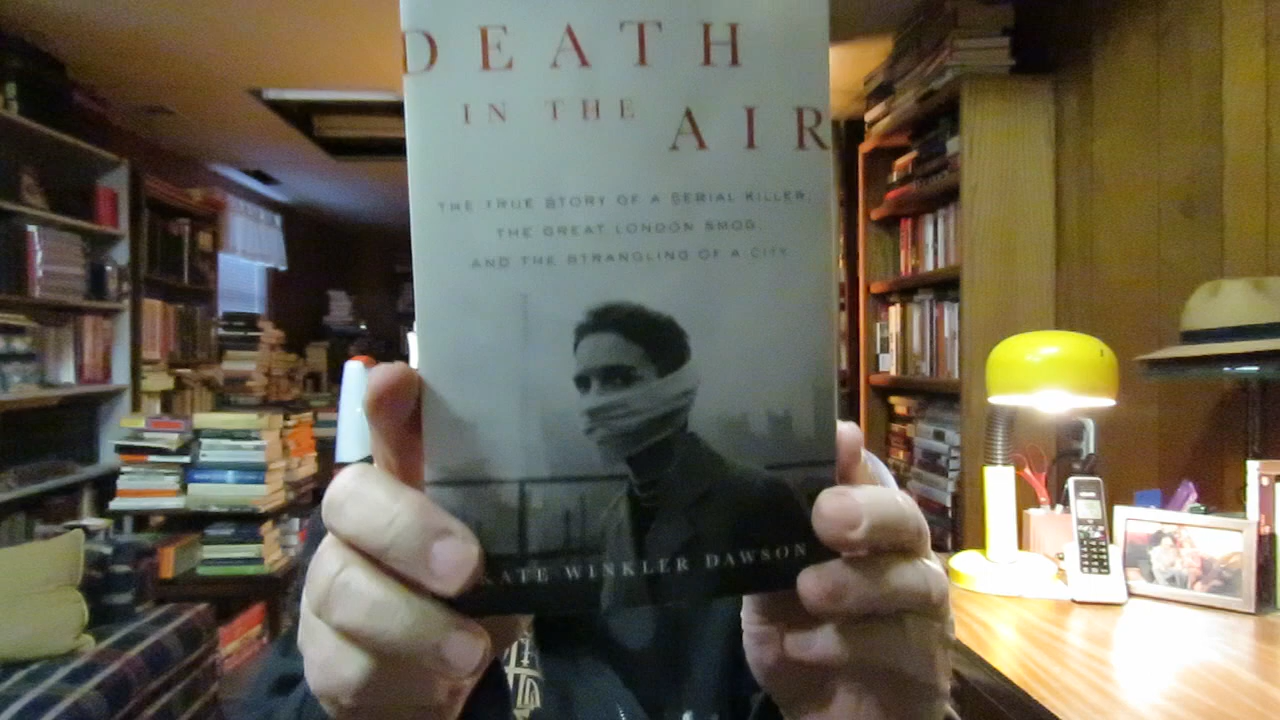 DEATH
IN THE
AIR
THE TRUE STORY OF A SERIAL KILLER,
THE GREAT LONDON SMOG,
AND THE STRANGLING OF A CITY
KATE WINKLER DAWSON